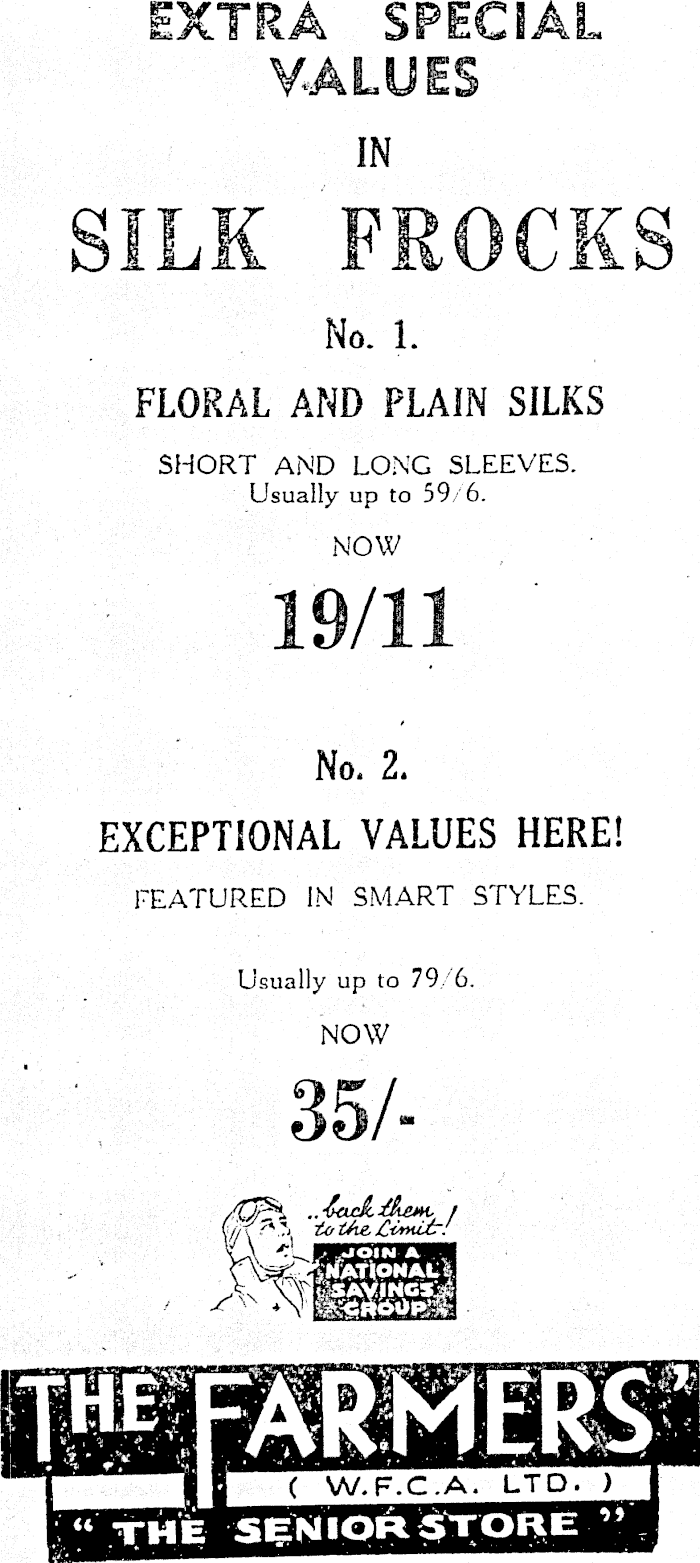 EXTRA SPECIAL
VALUES
IN
SILK FROCKS
No. 1.
FLORAL AND PLAIN SILKS
SHORT AND LONG SLEEVES.
Usually up to 59/6.
NOW
19/11
No. 2.
EXCEPTIONAL VALUES HERE!
FEATURED IN SMART STYLES.
Usually up to 79/6.
NOW
35/-
..back them
to the Limit!
JOIN A
NATIONAL
SAVINGS
GROUP
THE FARMERS'
( W.F.C.A. LTD. )
“ THE SENIOR STORE ”